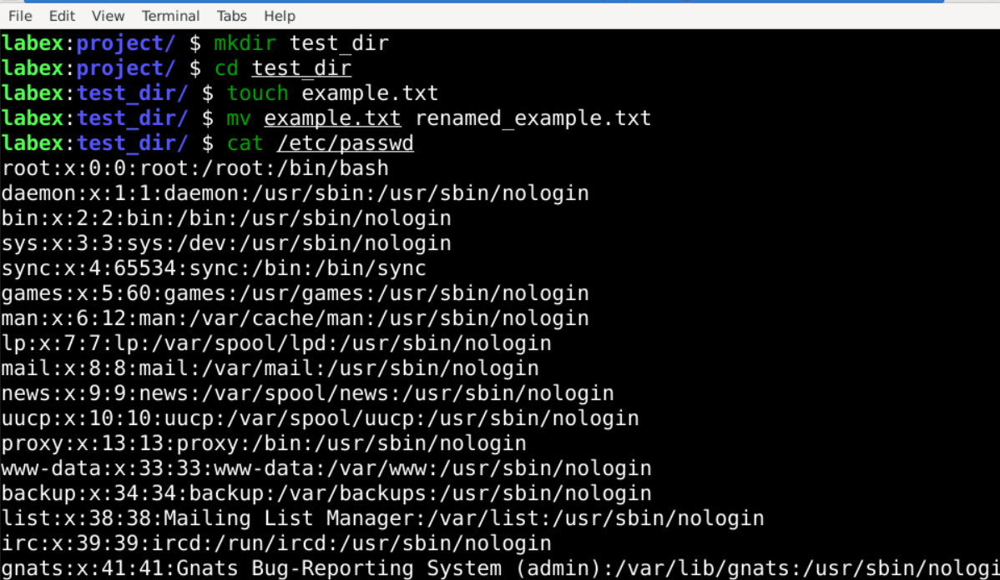 File Edit View Terminal Tabs Help
labex:project/ $ mkdir test_dir
labex:project/ $ cd test_dir
labex:test_dir/ $ touch example.txt
labex:test_dir/ $ mv example.txt renamed_example.txt
labex:test_dir/ $ cat /etc/passwd
root:x:0:0:root:/root:/bin/bash
daemon:x:1:1:daemon:/usr/sbin:/usr/sbin/nologin
bin:x:2:2:bin:/bin:/usr/sbin/nologin
sys:x:3:3:sys:/dev:/usr/sbin/nologin
sync:x:4:65534:sync:/bin:/bin/sync
games:x:5:60:games:/usr/games:/usr/sbin/nologin
man:x:6:12:man:/var/cache/man:/usr/sbin/nologin
lp:x:7:7:lp:/var/spool/lpd:/usr/sbin/nologin
mail:x:8:8:mail:/var/mail:/usr/sbin/nologin
news:x:9:9:news:/var/spool/news:/usr/sbin/nologin
uucp:x:10:10:uucp:/var/spool/uucp:/usr/sbin/nologin
proxy:x:13:13:proxy:/bin:/usr/sbin/nologin
www-data:x:33:33:www-data:/var/www:/usr/sbin/nologin
backup:x:34:34:backup:/var/backups:/usr/sbin/nologin
list:x:38:38:Mailing List Manager:/var/list:/usr/sbin/nologin
irc:x:39:39:ircd:/run/ircd:/usr/sbin/nologin
gnats:x:41:41:Gnats Bug-Reporting System (admin):/var/lib/gnats:/usr/sbin/nologi